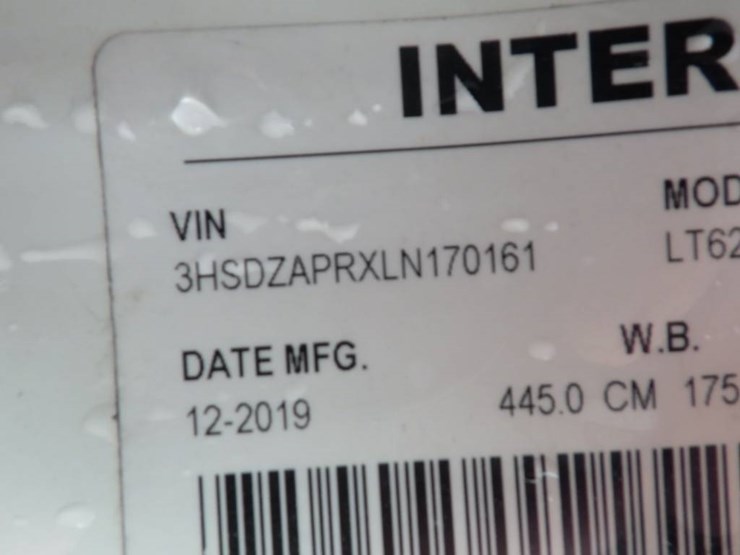 INTER
VIN
MOD
3HSDZAPRXLN170161
LT62
DATE MFG.
W.B.
12-2019
445.0 CM 175